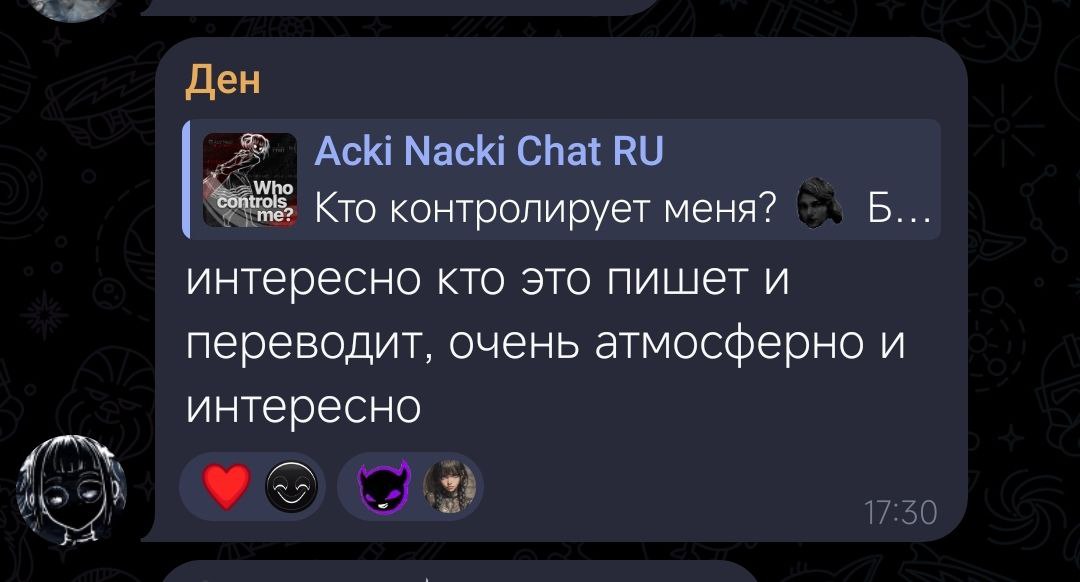 Ден
Acki Nacki Chat RU
Who
controls
me?
Кто контролирует меня? Б...
интересно кто это пишет и
переводит, очень атмосферно и
интересно
17:30